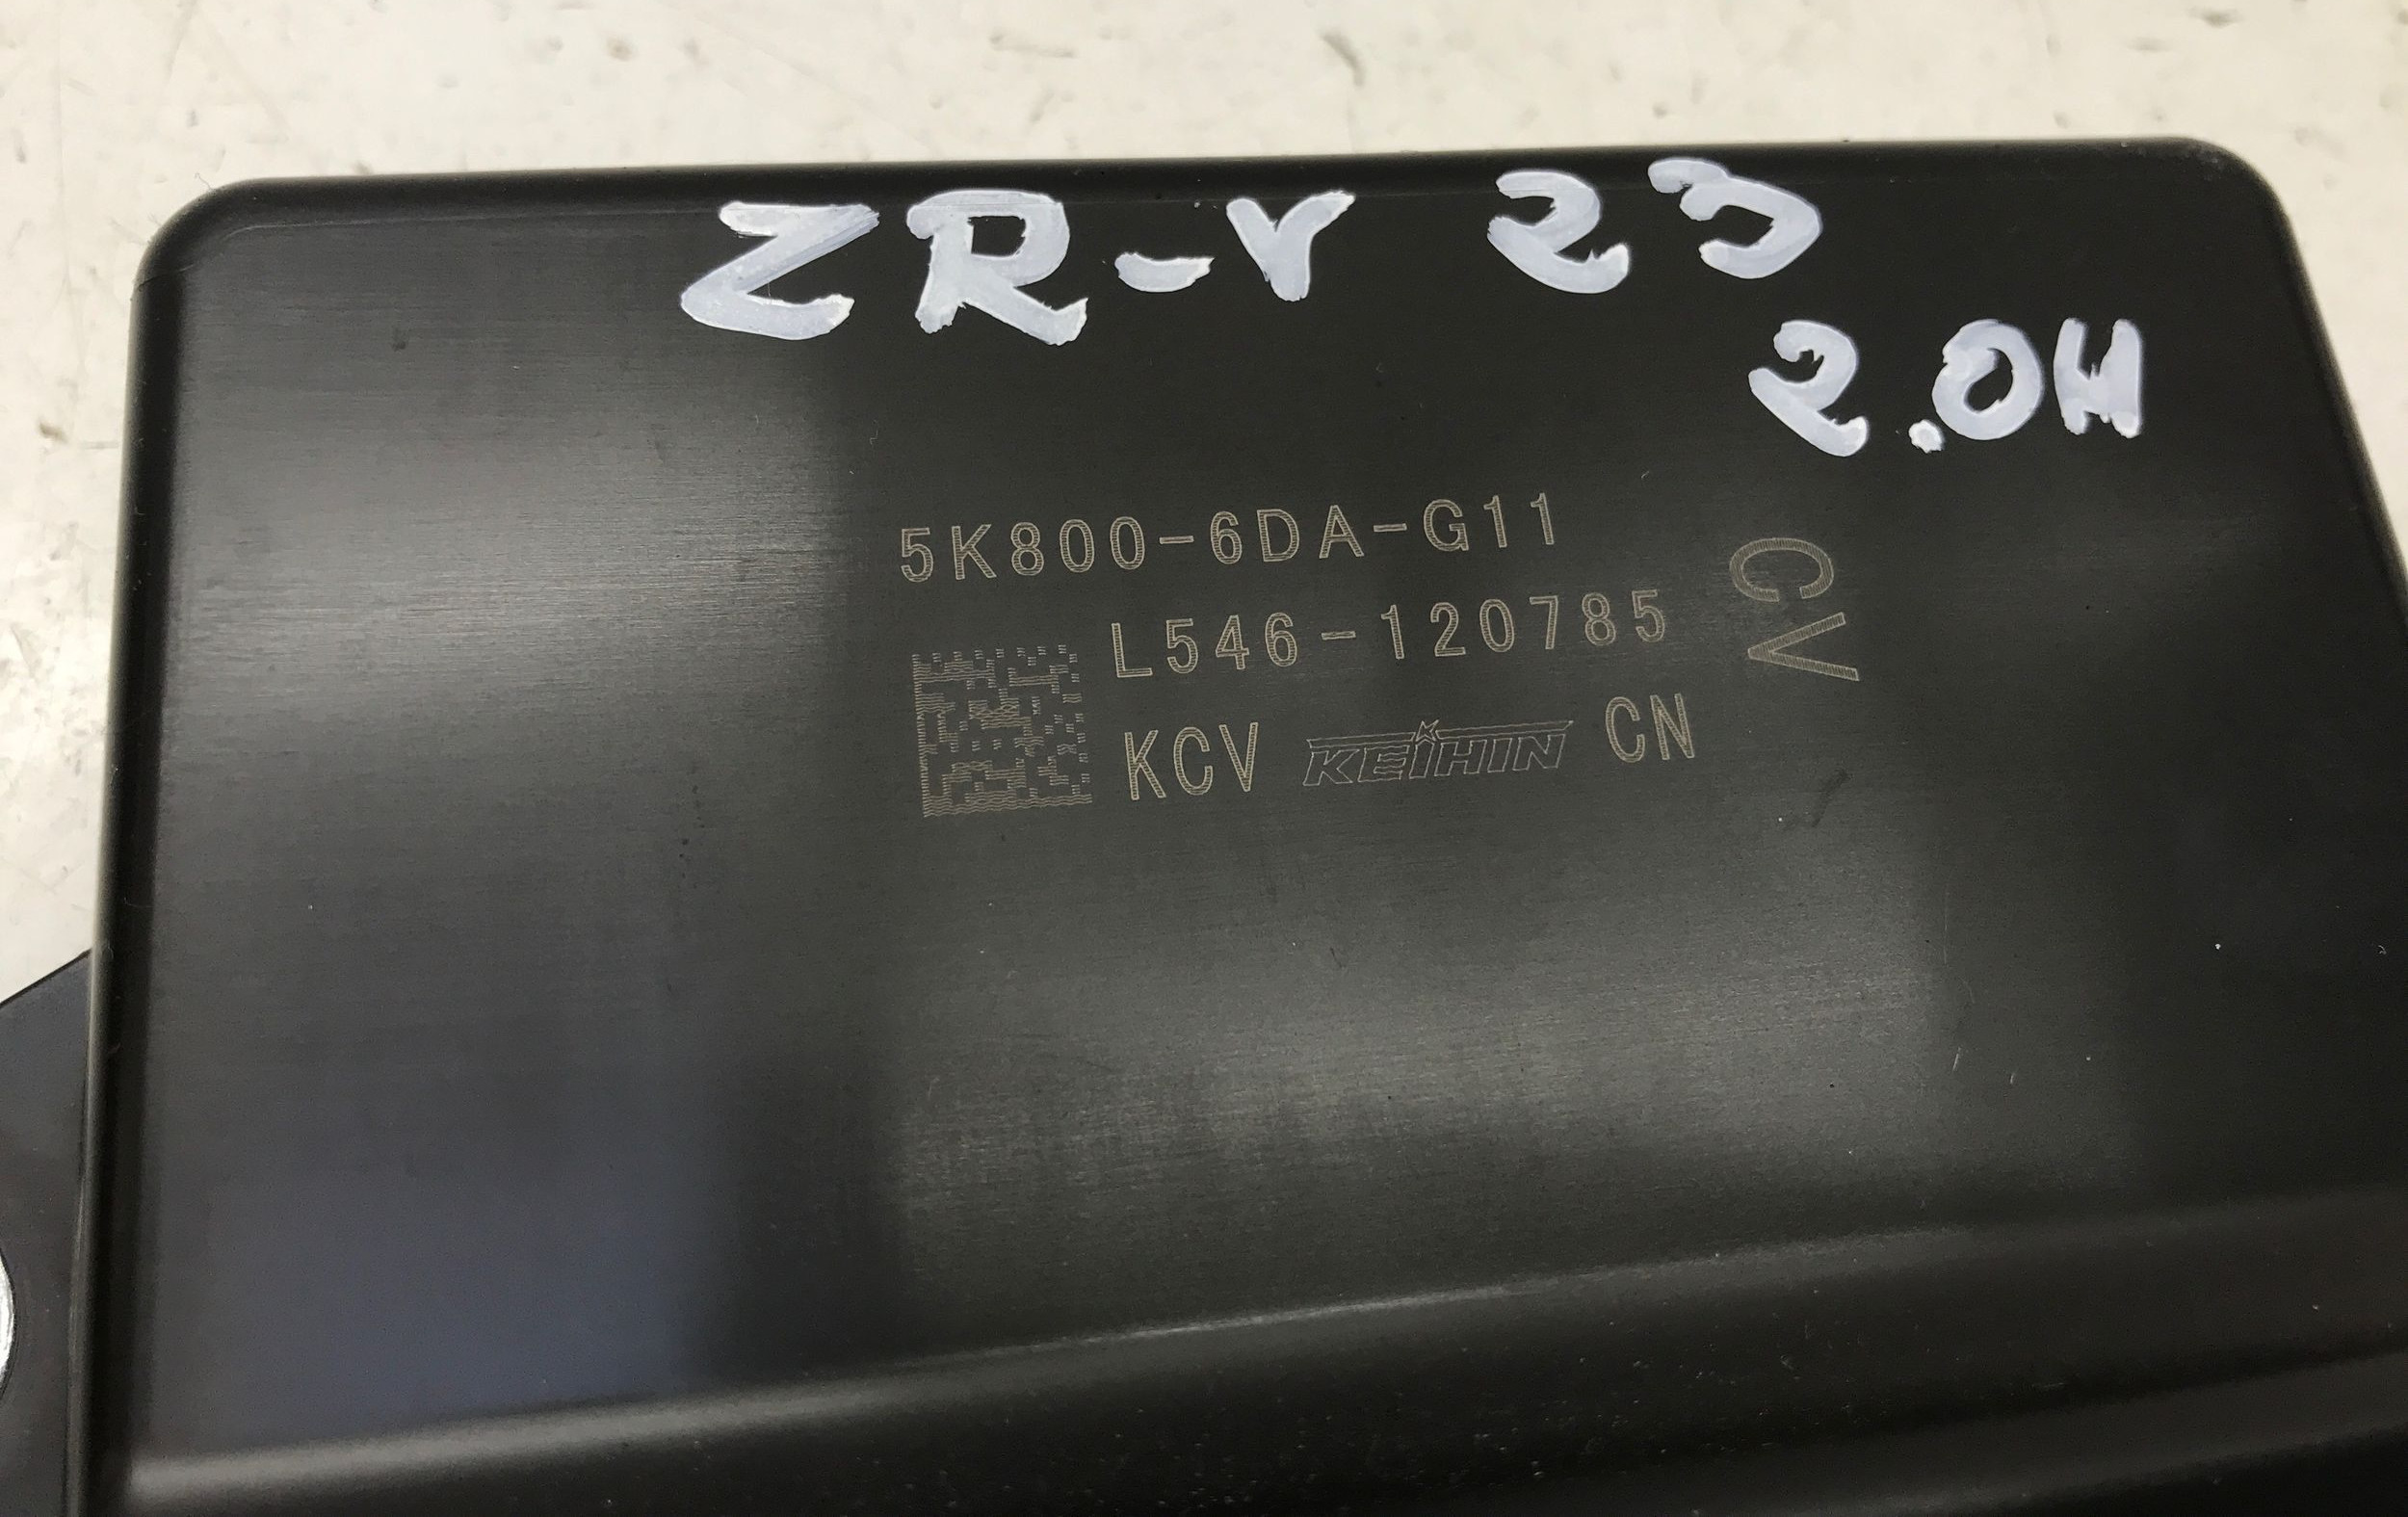 ZR-V 23
2.0H
5K800-6DA-G11
L546-120785
CV
KCV KEIHIN CN